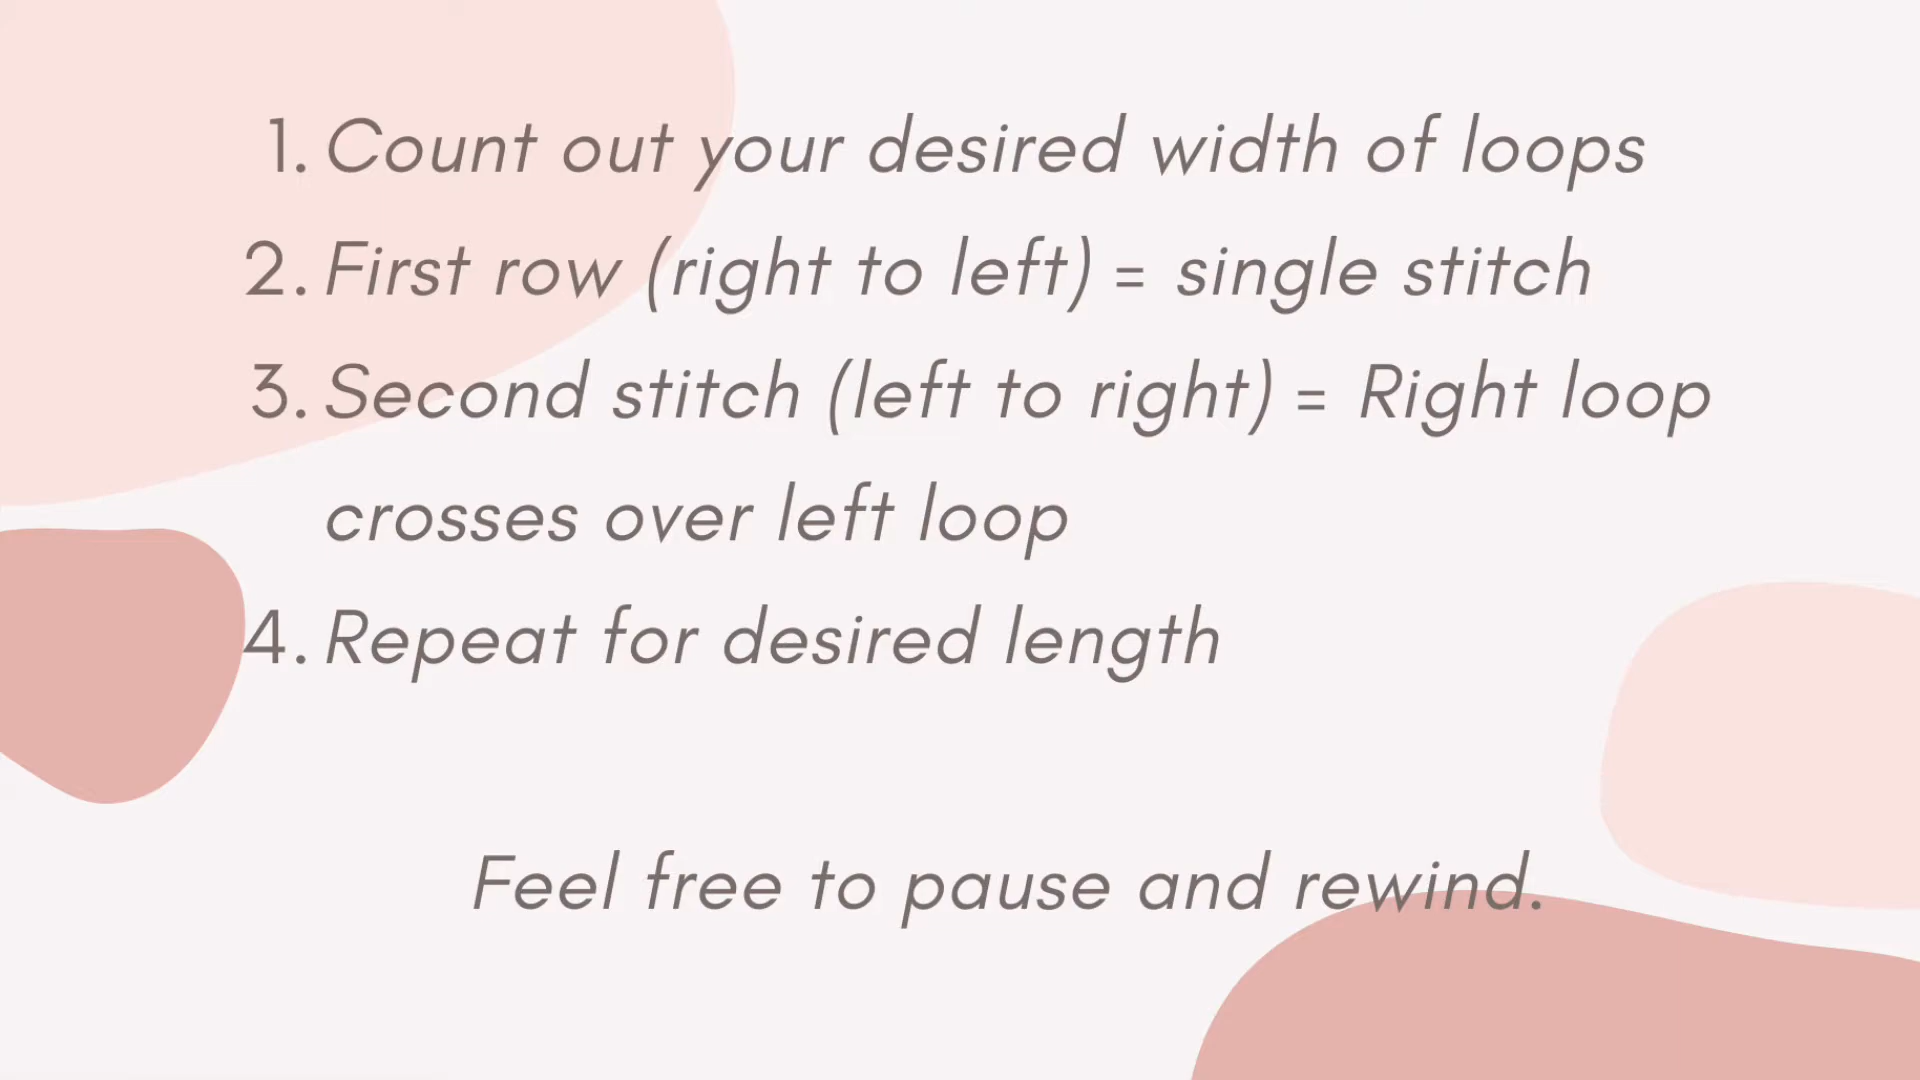 1. Count out your desired width of loops
2. First row (right to left) = single stitch
3. Second stitch (left to right) = Right loop
crosses over left loop
4. Repeat for desired length
Feel free to pause and rewind.